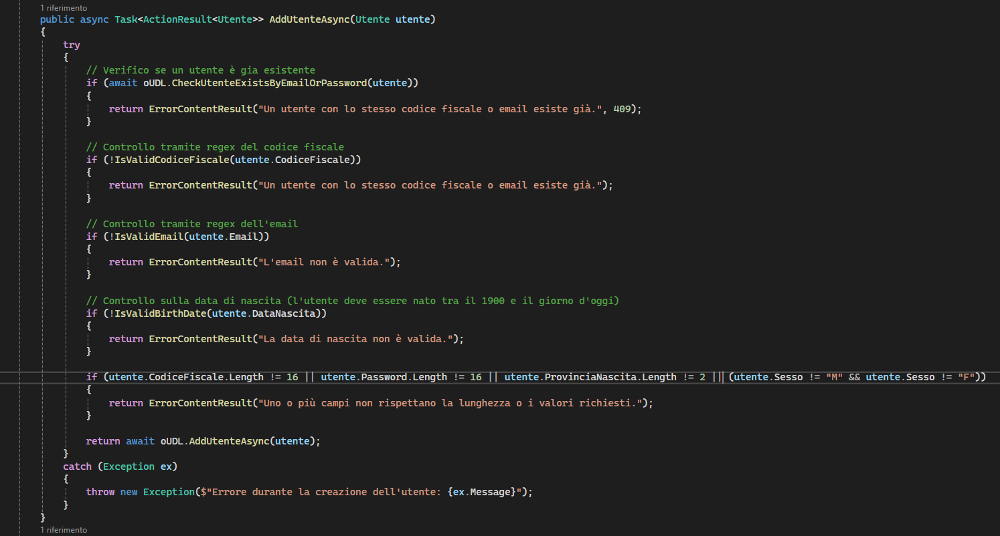 1 riferimento
public async Task<ActionResult<Utente>> AddUtenteAsync(Utente utente)
{
try
{
// Verifico se un utente è gia esistente
if (await oUDL.CheckUtenteExistsByEmailOrPassword(utente))
{
return ErrorContentResult("Un utente con lo stesso codice fiscale o email esiste già.", 409);
}
// Controllo tramite regex del codice fiscale
if (!IsValidCodiceFiscale(utente.CodiceFiscale))
{
return ErrorContentResult("Un utente con lo stesso codice fiscale o email esiste già.");
}
// Controllo tramite regex dell'email
if (!IsValidEmail(utente.Email))
{
return ErrorContentResult("L'email non è valida.");
}
// Controllo sulla data di nascita (l'utente deve essere nato tra il 1900 e il giorno d'oggi)
if (!IsValidBirthDate(utente.DataNascita))
{
return ErrorContentResult("La data di nascita non è valida.");
}
if (utente.CodiceFiscale.Length != 16 || utente.Password.Length != 16 || utente.ProvinciaNascita.Length != 2 || (utente.Sesso != "M" && utente.Sesso != "F"))
{
return ErrorContentResult("Uno o più campi non rispettano la lunghezza o i valori richiesti.");
}
return await oUDL.AddUtenteAsync(utente);
}
catch (Exception ex)
{
throw new Exception($"Errore durante la creazione dell'utente: {ex.Message}");
}
}
1 riferimento